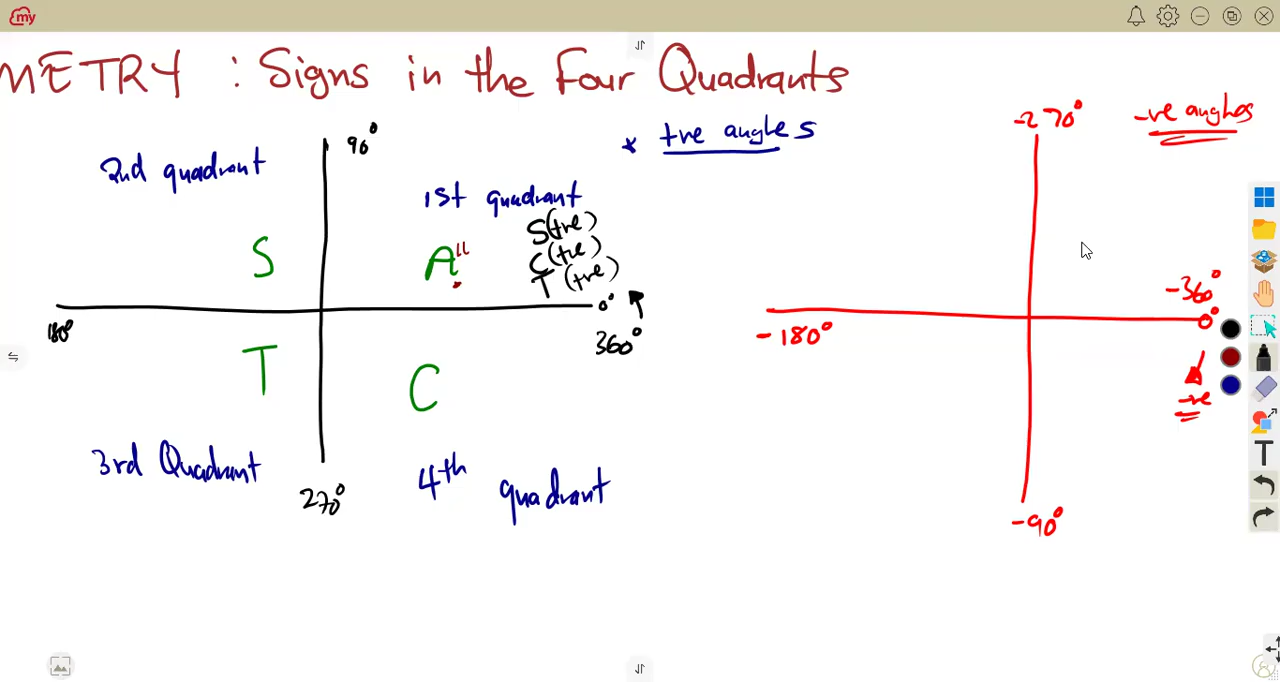 my
METRY : Signs in the Four Quadrants
* +ve angles
-ve angles
90°
2nd quadrant
1st quadrant
S(+ve)
C(+ve)
T(+ve)
S
A"
180°
0°
360°
T
C
3rd Quadrant
4th quadrant
270°
-270°
-360°
0°
-180°
-ve
-90°
T